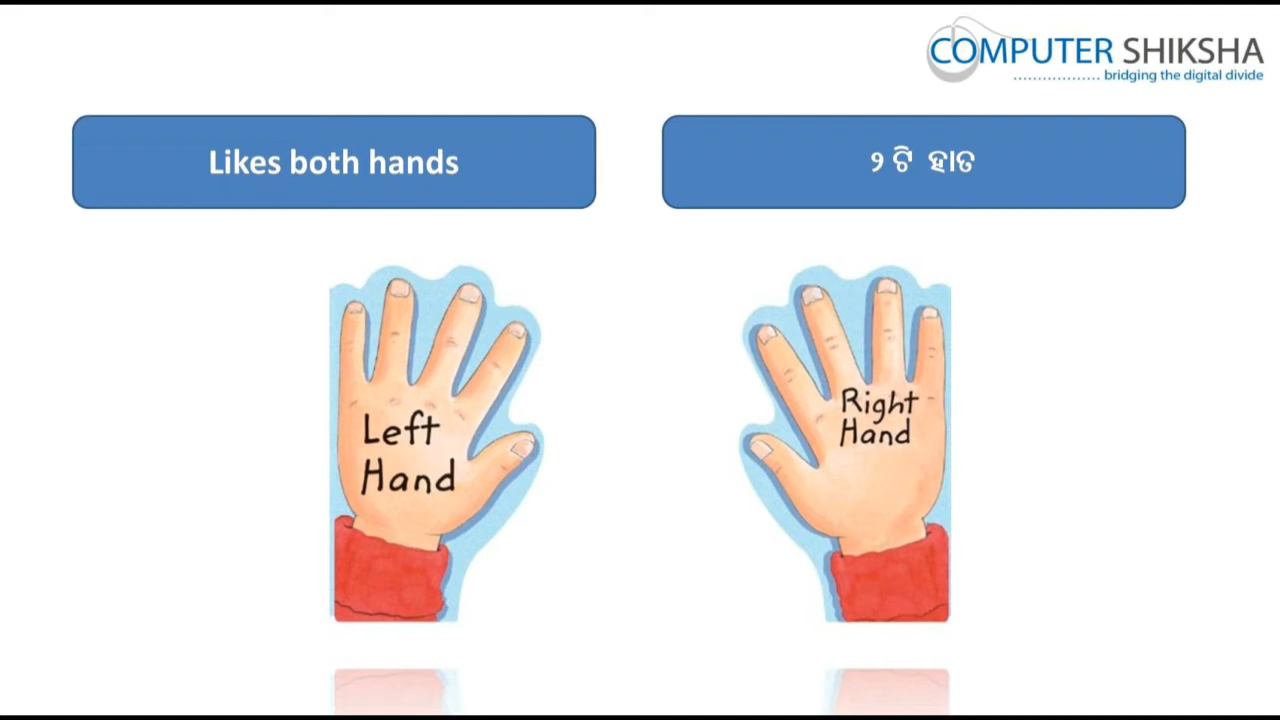 COMPUTER SHIKSHA
.................. bridging the digital divide
Likes both hands
୨ ଟି ହାତ
Left
Hand
Right
Hand